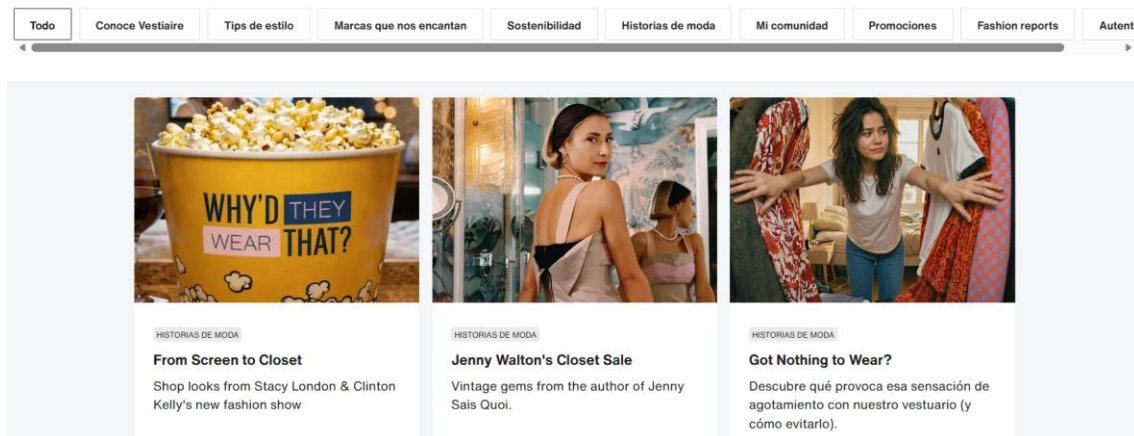 Todo
Conoce Vestiaire
Tips de estilo
Marcas que nos encantan
Sostenibilidad
Historias de moda
Mi comunidad
Promociones
Fashion reports
Autent
WHY'D THEY
WEAR THAT?
HISTORIAS DE MODA
From Screen to Closet
Shop looks from Stacy London & Clinton
Kelly's new fashion show
HISTORIAS DE MODA
Jenny Walton's Closet Sale
Vintage gems from the author of Jenny
Sais Quoi.
HISTORIAS DE MODA
Got Nothing to Wear?
Descubre qué provoca esa sensación de
agotamiento con nuestro vestuario (y
cómo evitarlo).